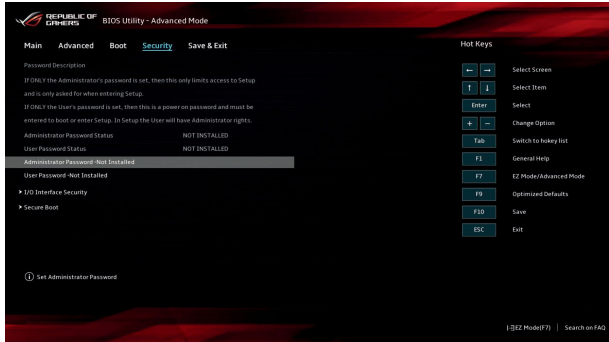 REPUBLIC OF
GAMERS
BIOS Utility - Advanced Mode
Main Advanced Boot Security Save & Exit
Password Description
If ONLY the Administrator's password is set, then this only limits access to Setup
and is only asked for when entering Setup.
If ONLY the User's password is set, then this is a power on password and must be
entered to boot or enter Setup. In Setup the User will have Administrator rights.
Administrator Password Status NOT INSTALLED
User Password Status NOT INSTALLED
Administrator Password -Not Installed
User Password -Not Installed
> I/O Interface Security
> Secure Boot
i Set Administrator Password
Hot Keys
← → Select Screen
↑ ↓ Select Item
Enter Select
+ - Change Option
Tab Switch to hokey list
F1 General Help
F7 EZ Mode/Advanced Mode
F9 Optimized Defaults
F10 Save
ESC Exit
EZ Mode(F7) | Search on FAQ